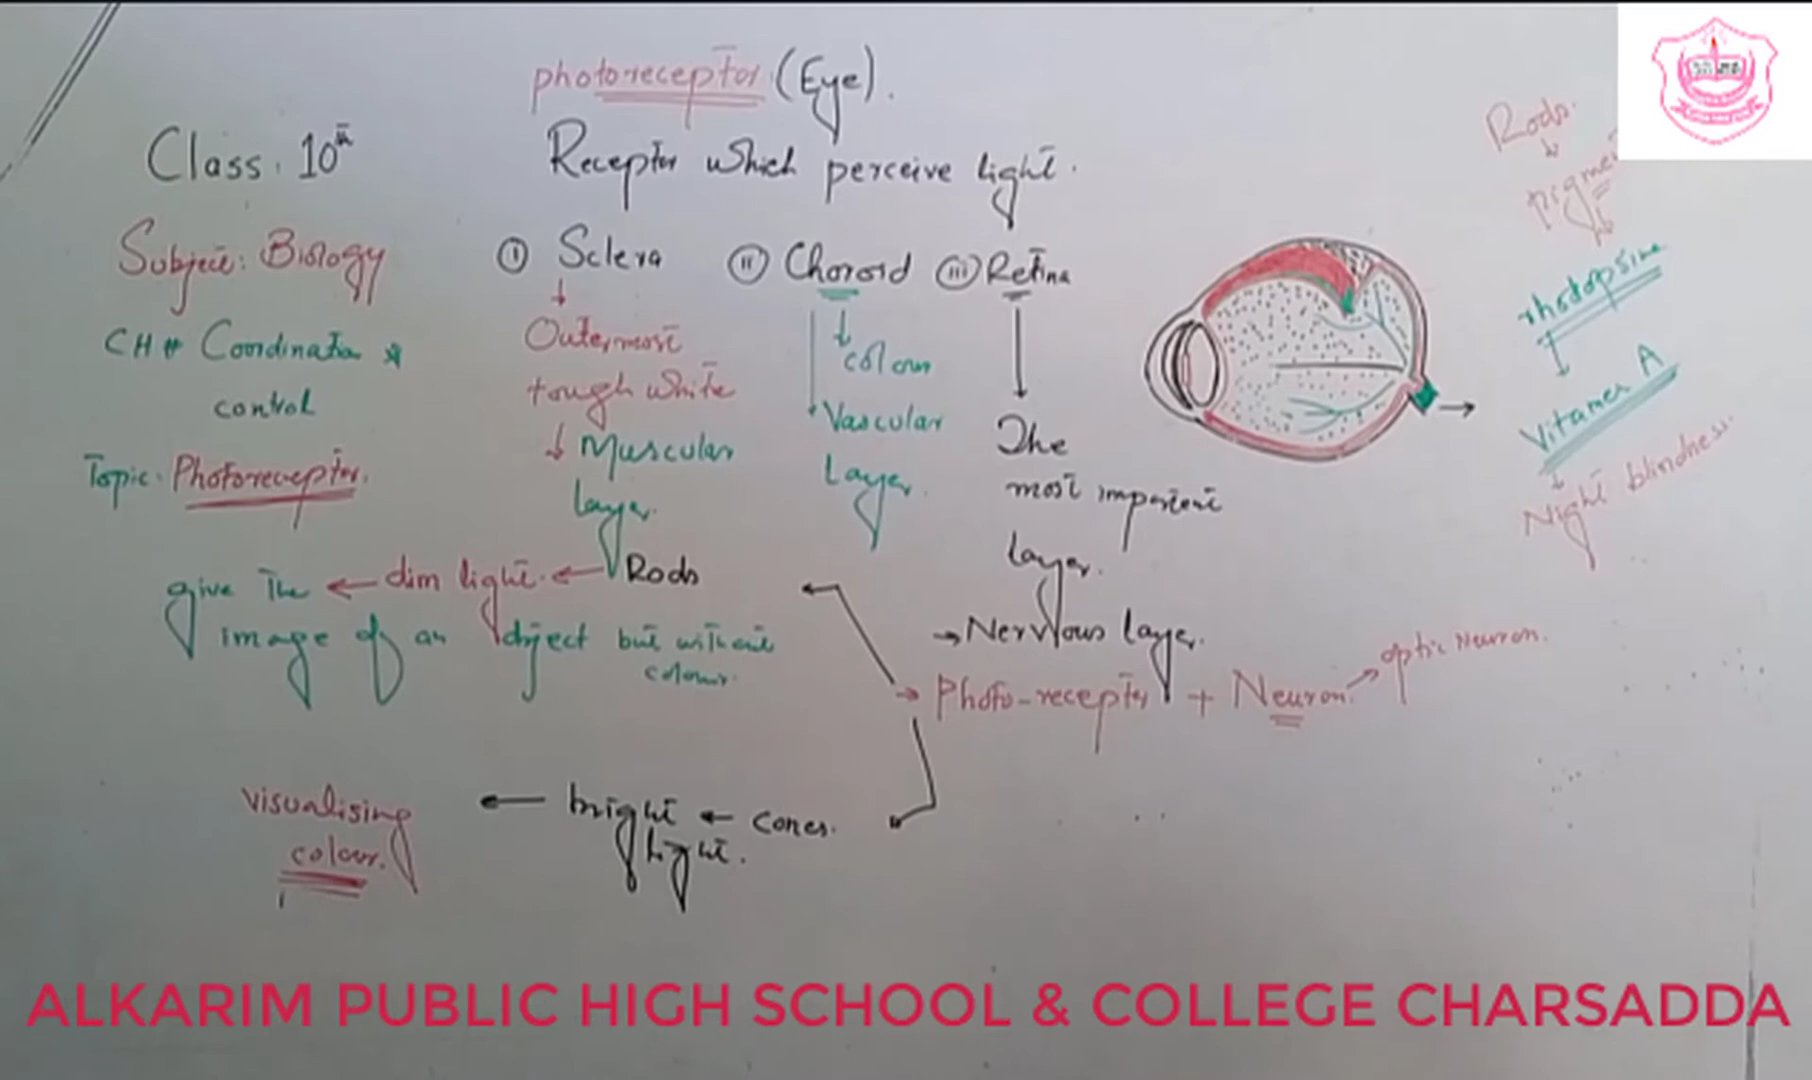 photoreceptor (Eye).
Class. 10th
Receptor which perceive light.
Subject: Biology
(i) Sclera (ii) Choroid (iii) Retina
CH# Coordination &
control
Topic: Photoreceptor.
Outermost
tough white
Muscular
layer.
colour
Vascular
Layer.
The
most important
layer.
→ Nervous layer.
→ Photo-receptor + Neuron. → optic Neuron.
Rods
dim light.
give the
image of an object but without
colour.
cones.
bright
light.
visualising
colour.
Rods.
rhodopsine
Vitamen A
Night blindness.
ALKARIM PUBLIC HIGH SCHOOL & COLLEGE CHARSADDA